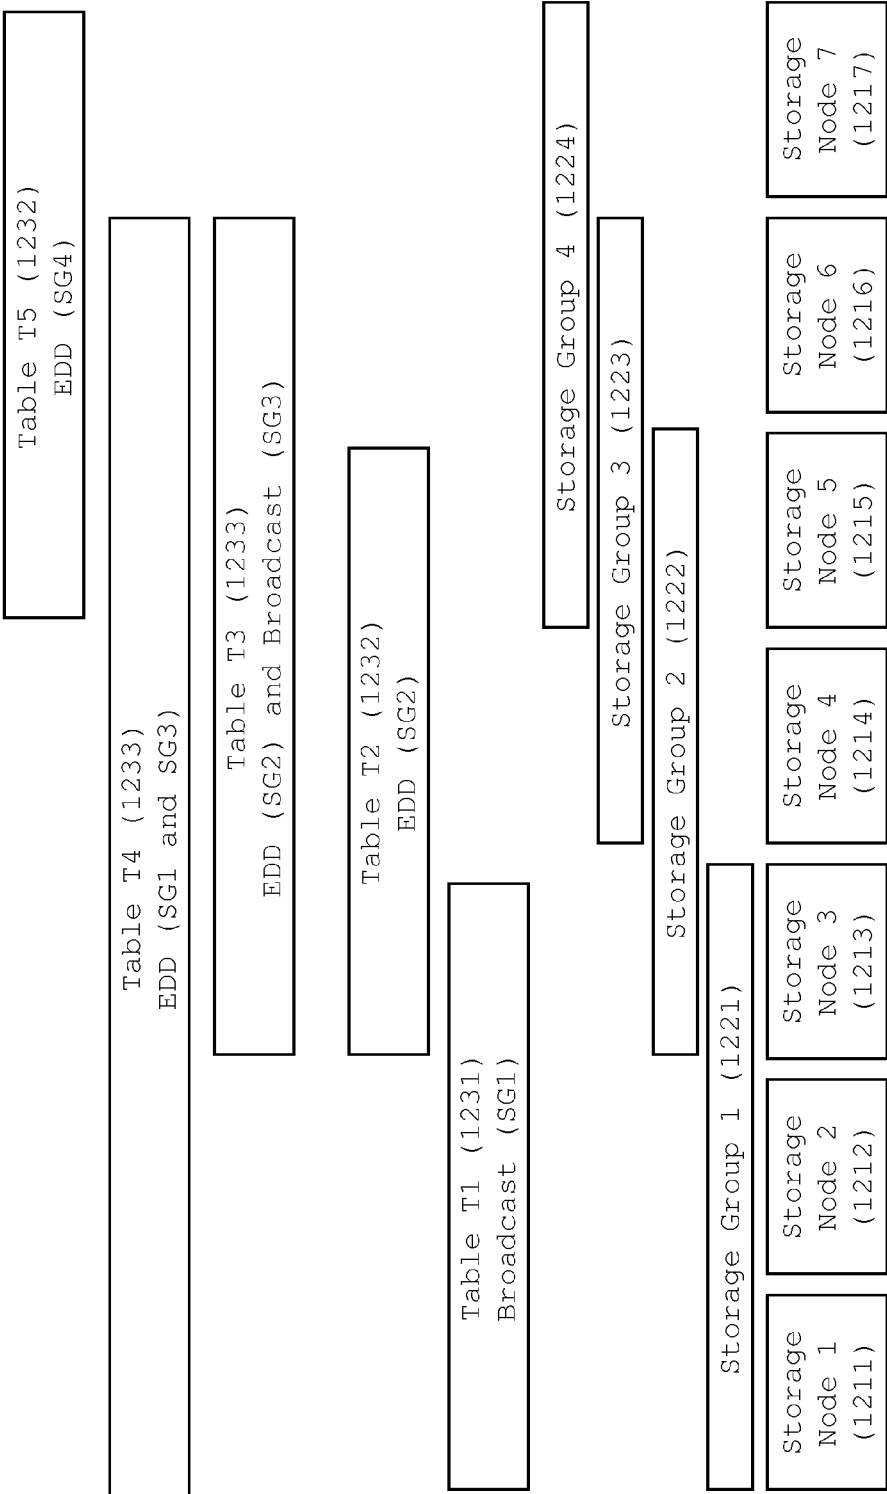 Table T5 (1232)
EDD (SG4)
Table T4 (1233)
EDD (SG1 and SG3)
Table T3 (1233)
EDD (SG2) and Broadcast (SG3)
Table T2 (1232)
EDD (SG2)
Table T1 (1231)
Broadcast (SG1)
Storage Group 4 (1224)
Storage Group 3 (1223)
Storage Group 2 (1222)
Storage Group 1 (1221)
Storage
Node 1
(1211)
Storage
Node 2
(1212)
Storage
Node 3
(1213)
Storage
Node 4
(1214)
Storage
Node 5
(1215)
Storage
Node 6
(1216)
Storage
Node 7
(1217)